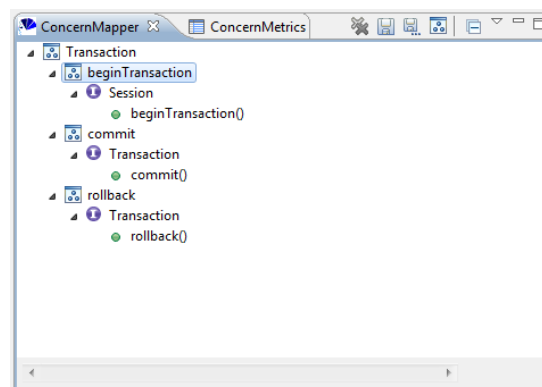 ConcernMapper ConcernMetrics
Transaction
beginTransaction
Session
beginTransaction()
commit
Transaction
commit()
rollback
Transaction
rollback()